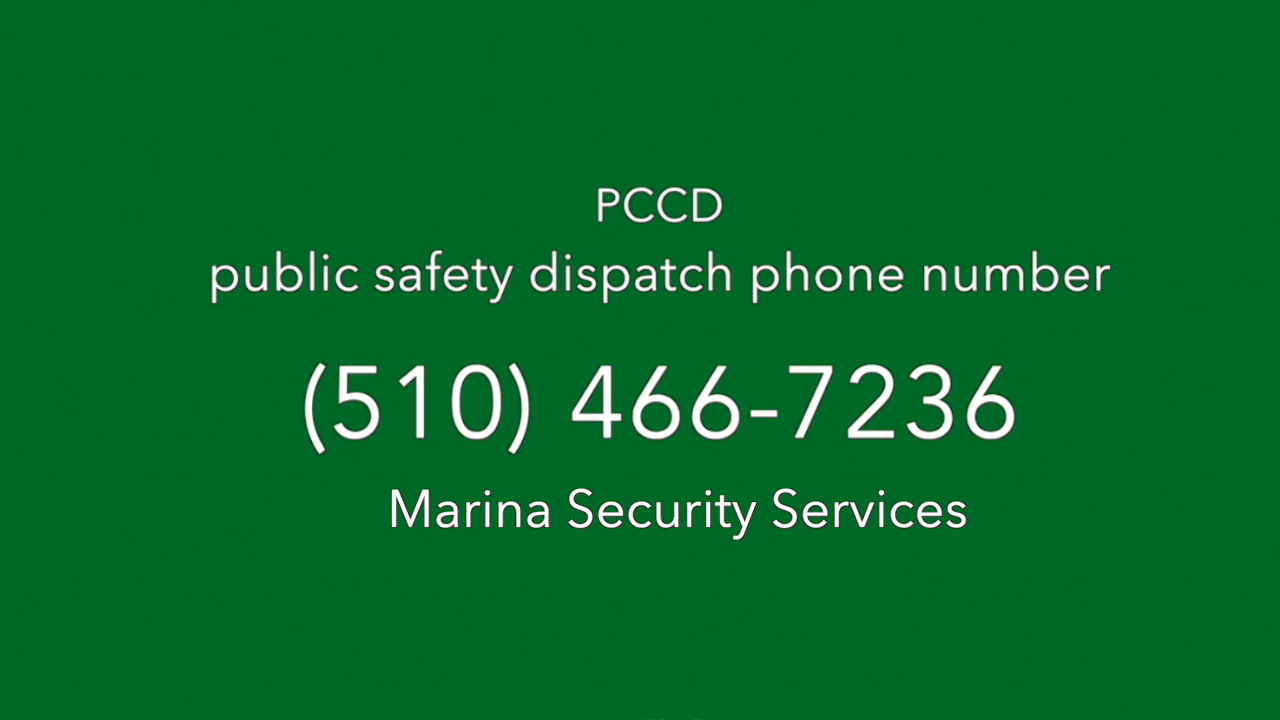 PCCD
public safety dispatch phone number
(510) 466-7236
Marina Security Services